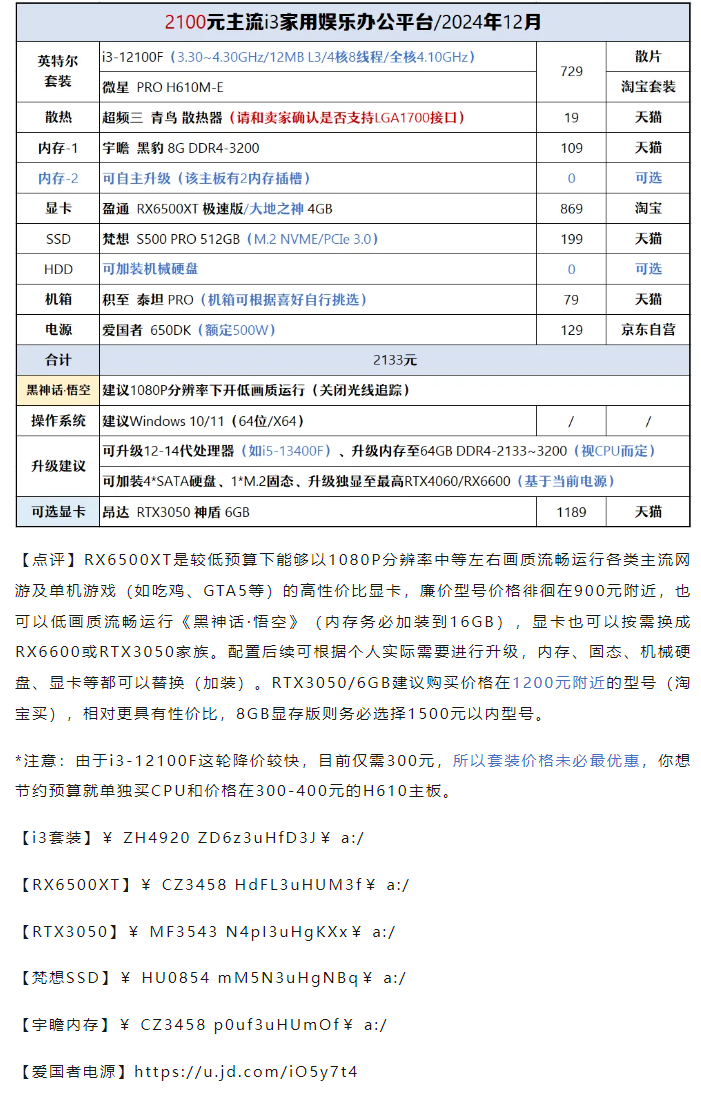 2100元主流i3家用娱乐办公平台/2024年12月
英特尔套装 i3-12100F（3.30~4.30GHz/12MB L3/4核8线程/全核4.10GHz） 729 散片
微星 PRO H610M-E 淘宝套装
散热 超频三 青鸟 散热器（请和卖家确认是否支持LGA1700接口） 19 天猫
内存-1 宇瞻 黑豹 8G DDR4-3200 109 天猫
内存-2 可自主升级（该主板有2内存插槽） 0 可选
显卡 盈通 RX6500XT 极速版/大地之神 4GB 869 淘宝
SSD 梵想 S500 PRO 512GB（M.2 NVME/PCIe 3.0） 199 天猫
HDD 可加装机械硬盘 0 可选
机箱 积至 泰坦 PRO（机箱可根据喜好自行挑选） 79 天猫
电源 爱国者 650DK（额定500W） 129 京东自营
合计 2133元
黑神话·悟空 建议1080P分辨率下开低画质运行（关闭光线追踪）
操作系统 建议Windows 10/11（64位/X64） / /
升级建议 可升级12-14代处理器（如i5-13400F）、升级内存至64GB DDR4-2133~3200（视CPU而定）
可加装4*SATA硬盘、1*M.2固态、升级独显至最高RTX4060/RX6600（基于当前电源）
可选显卡 昂达 RTX3050 神盾 6GB 1189 天猫
【点评】RX6500XT是较低预算下能够以1080P分辨率中等左右画质流畅运行各类主流网
游及单机游戏（如吃鸡、GTA5等）的高性价比显卡，廉价型号价格徘徊在900元附近，也
可以低画质流畅运行《黑神话·悟空》（内存务必加装到16GB），显卡也可以按需换成
RX6600或RTX3050家族。配置后续可根据个人实际需要进行升级，内存、固态、机械硬
盘、显卡等都可以替换（加装）。RTX3050/6GB建议购买价格在1200元附近的型号（淘
宝买），相对更具有性价比，8GB显存版则务必选择1500元以内型号。
*注意：由于i3-12100F这轮降价较快，目前仅需300元，所以套装价格未必最优惠，你想
节约预算就单独买CPU和价格在300-400元的H610主板。
【i3套装】￥ ZH4920 ZD6z3uHfD3J￥ a:/
【RX6500XT】￥ CZ3458 HdFL3uHUM3f￥ a:/
【RTX3050】￥ MF3543 N4pI3uHgKXx￥ a:/
【梵想SSD】￥ HU0854 mM5N3uHgNBq￥ a:/
【宇瞻内存】￥ CZ3458 p0uf3uHUmOf￥ a:/
【爱国者电源】https://u.jd.com/iO5y7t4